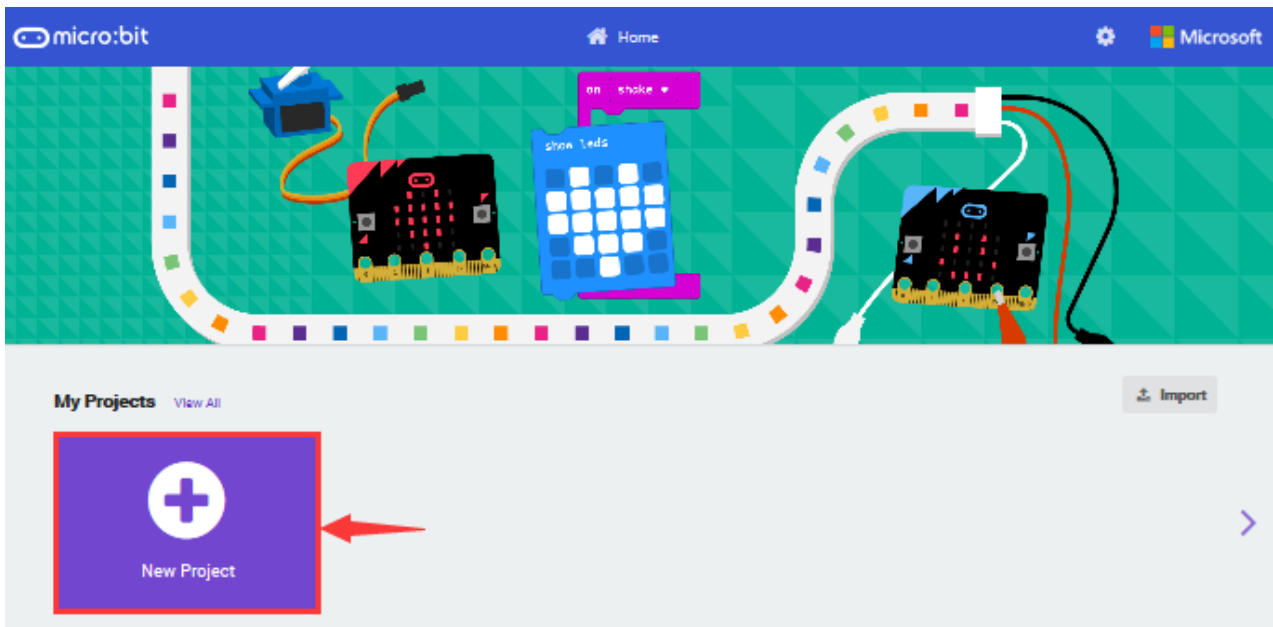 micro:bit
Home
Microsoft
on shake
show leds
My Projects View All
Import
New Project